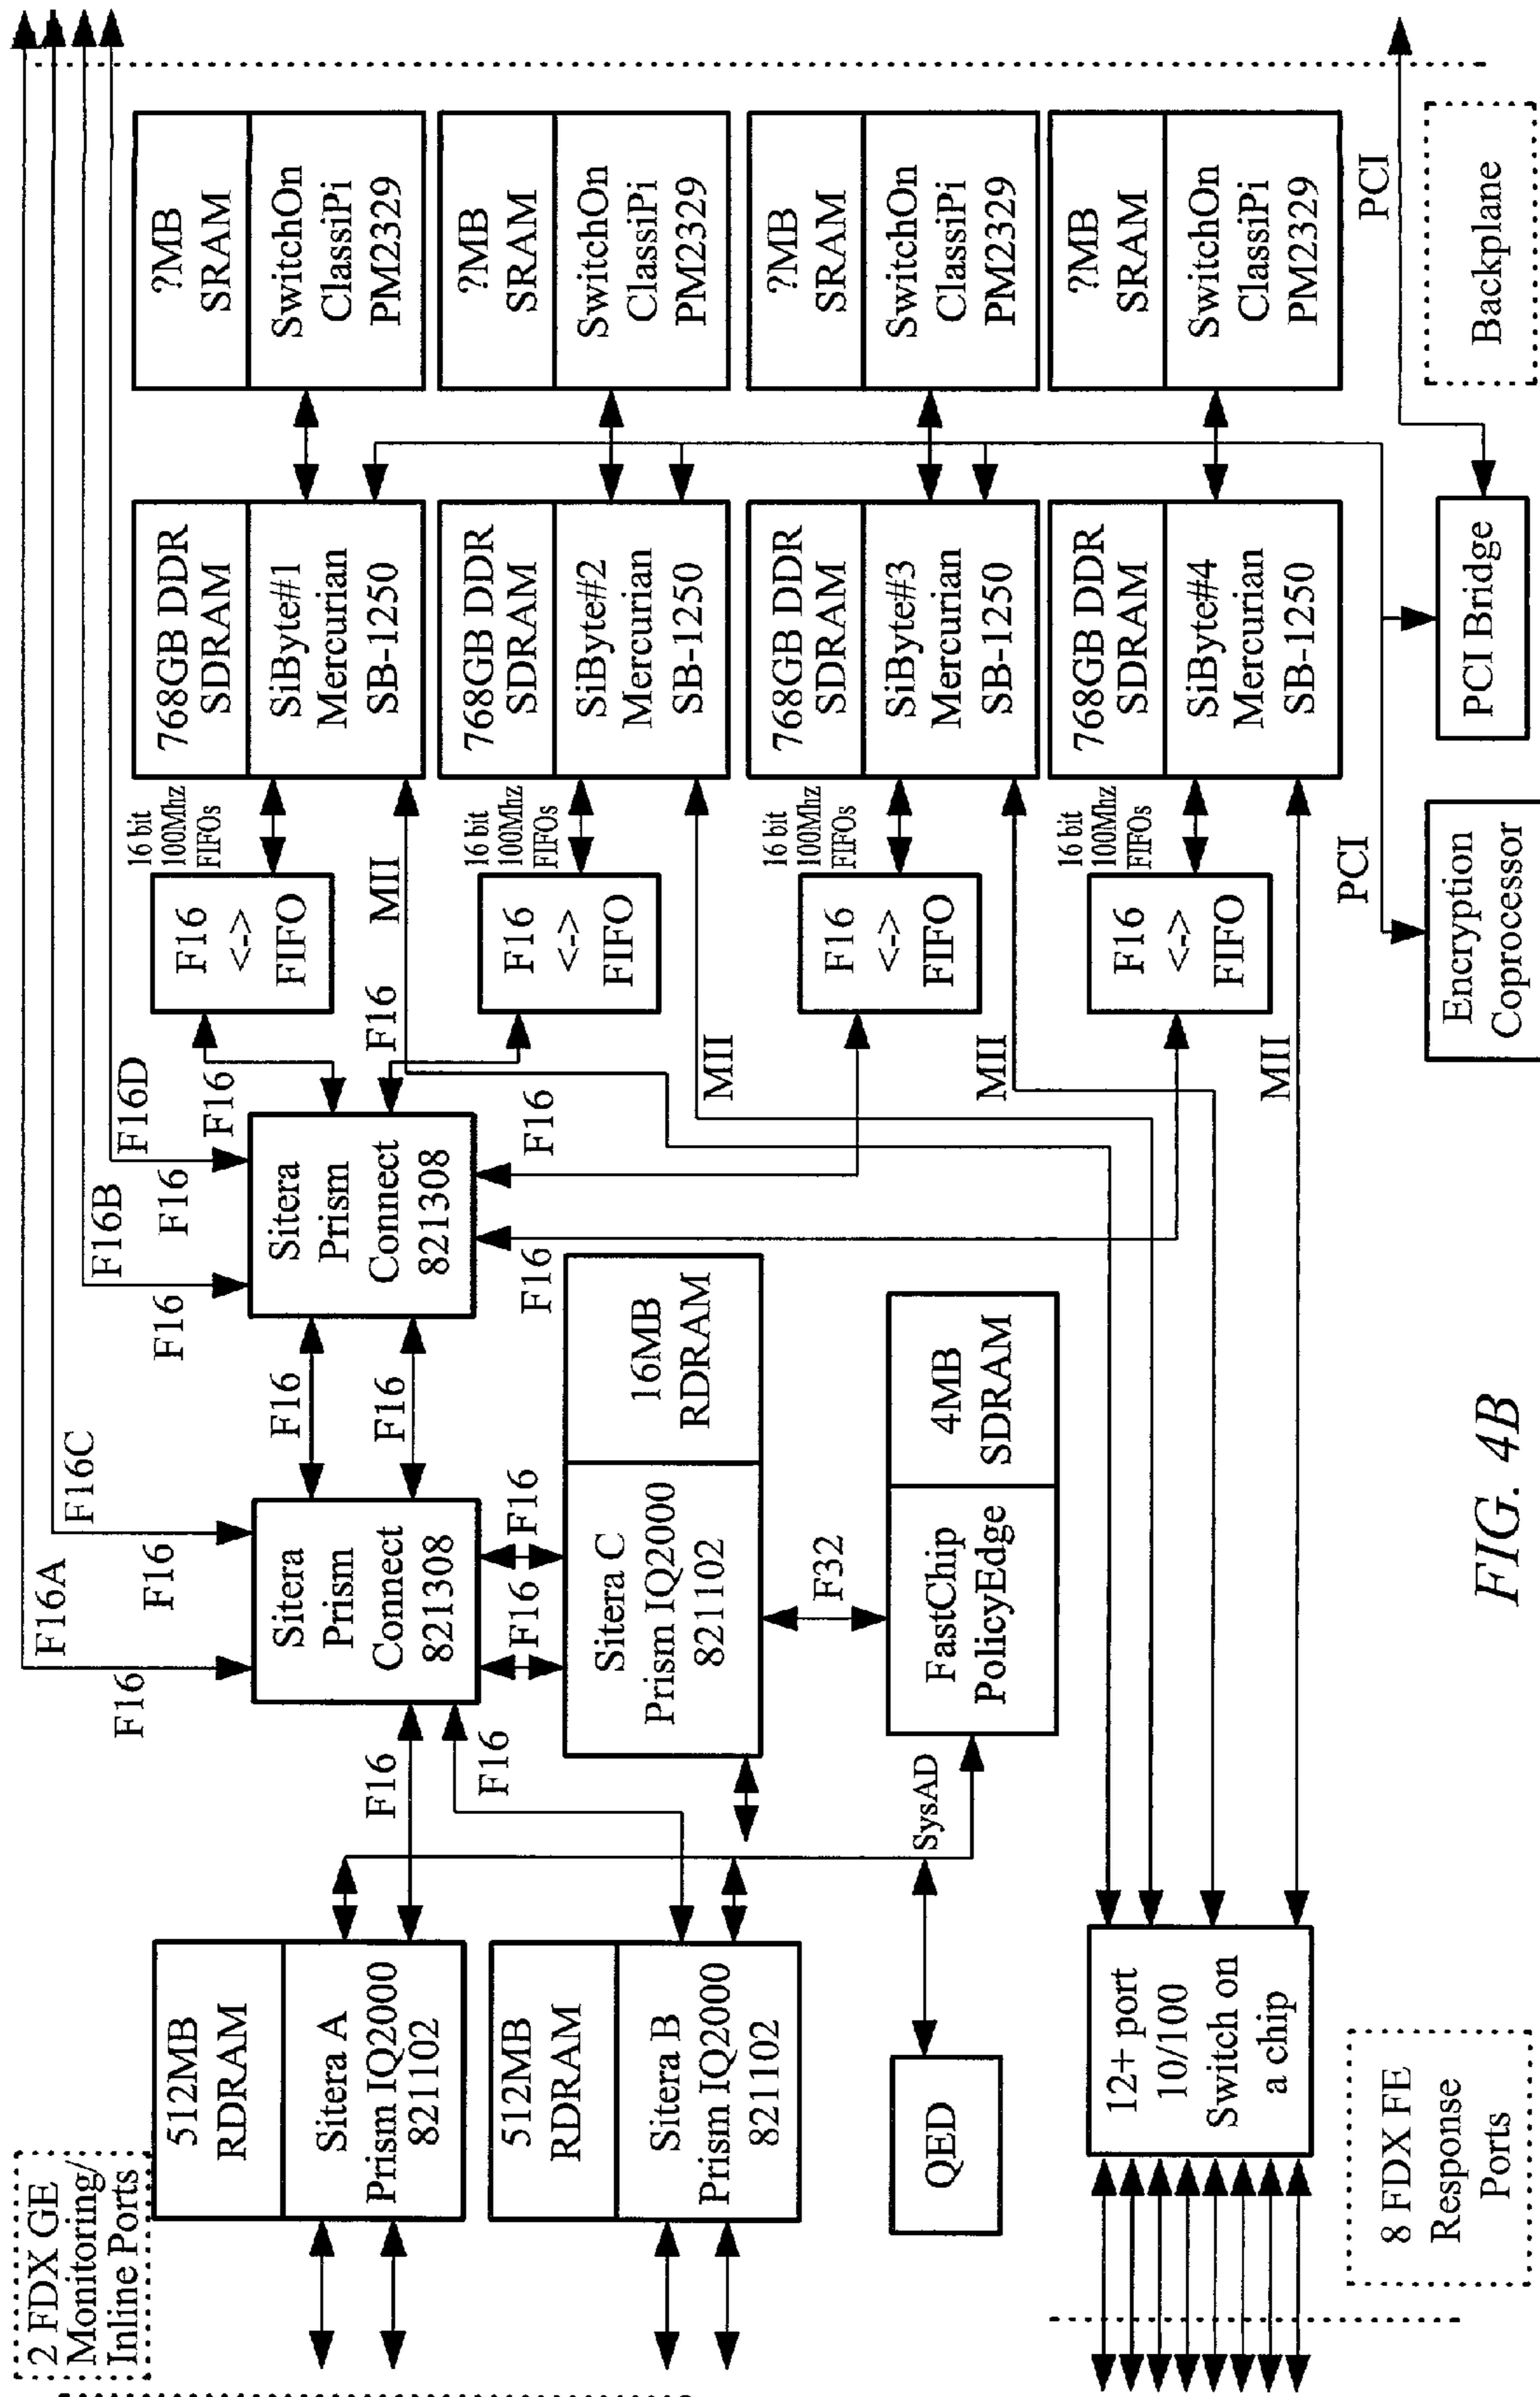 2 FDX GE
Monitoring/
Inline Ports
512MB
RDRAM
Sitera A
Prism IQ2000
821102
512MB
RDRAM
Sitera B
Prism IQ2000
821102
QED
12+ port
10/100
Switch on
a chip
8 FDX FE
Response
Ports
F16A
F16
F16C
F16
F16B
F16
F16D
F16
F16
F16
SysAD
Sitera
Prism
Connect
821308
F16
F16
Sitera C
Prism IQ2000
821102
16MB
RDRAM
F32
FastChip
PolicyEdge
4MB
SDRAM
F16
F16
Sitera
Prism
Connect
821308
F16
F16
F16
F16
MII
MII
MII
MII
F16
<->
FIFO
16 bit
100Mhz
FIFOs
F16
<->
FIFO
16 bit
100Mhz
FIFOs
F16
<->
FIFO
16 bit
100Mhz
FIFOs
F16
<->
FIFO
16 bit
100Mhz
FIFOs
768GB DDR
SDRAM
SiByte#1
Mercurian
SB-1250
768GB DDR
SDRAM
SiByte#2
Mercurian
SB-1250
768GB DDR
SDRAM
SiByte#3
Mercurian
SB-1250
768GB DDR
SDRAM
SiByte#4
Mercurian
SB-1250
?MB
SRAM
SwitchOn
ClassiPi
PM2329
?MB
SRAM
SwitchOn
ClassiPi
PM2329
?MB
SRAM
SwitchOn
ClassiPi
PM2329
?MB
SRAM
SwitchOn
ClassiPi
PM2329
PCI
Encryption
Coprocessor
PCI Bridge
PCI
Backplane
FIG. 4B